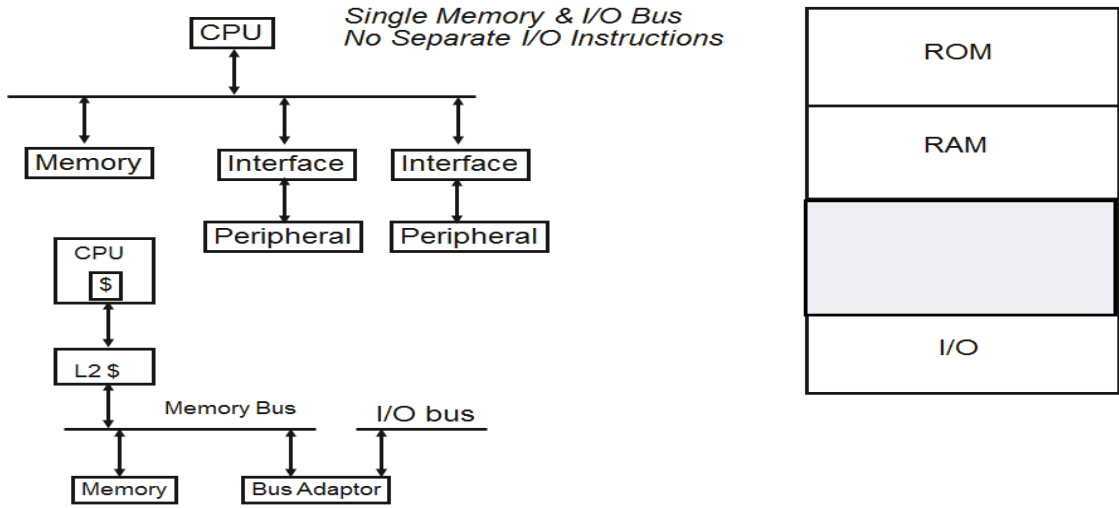 Single Memory & I/O Bus
No Separate I/O Instructions
CPU
Memory
Interface
Interface
Peripheral
Peripheral
CPU
$
L2 $
Memory Bus
I/O bus
Memory
Bus Adaptor
ROM
RAM
I/O